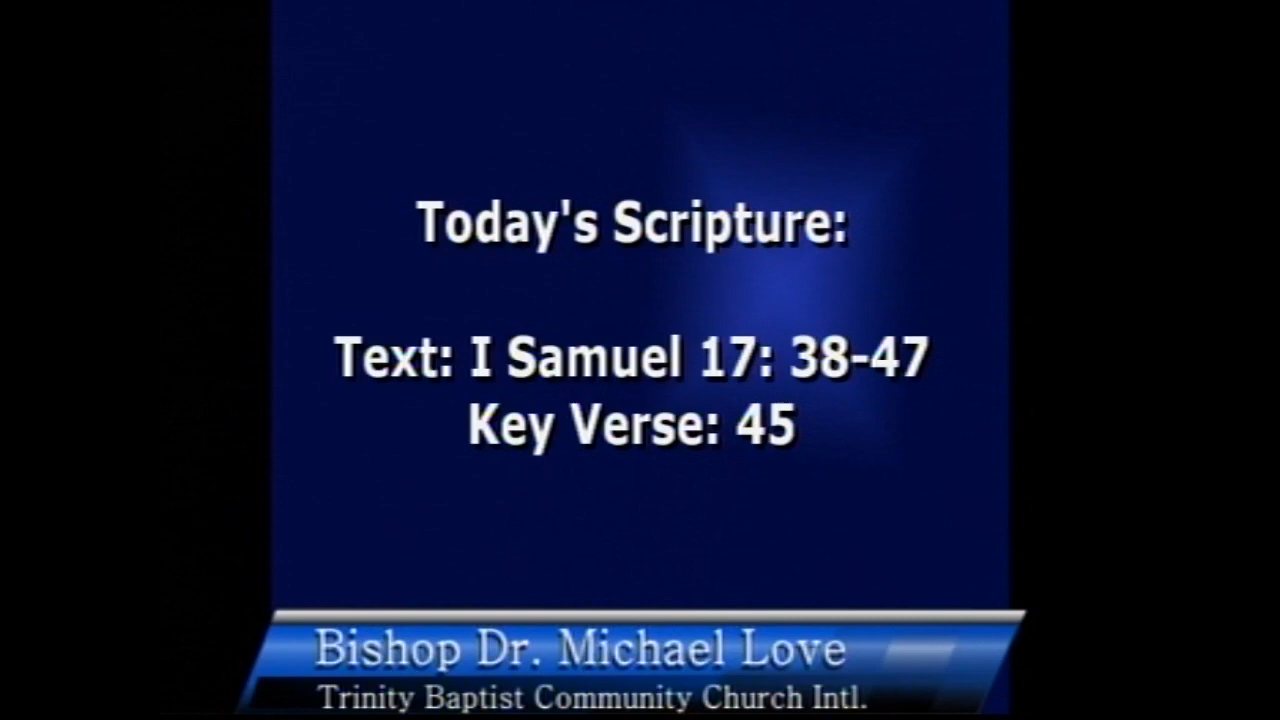 Today's Scripture:
Text: I Samuel 17: 38-47
Key Verse: 45
Bishop Dr. Michael Love
Trinity Baptist Community Church Intl.